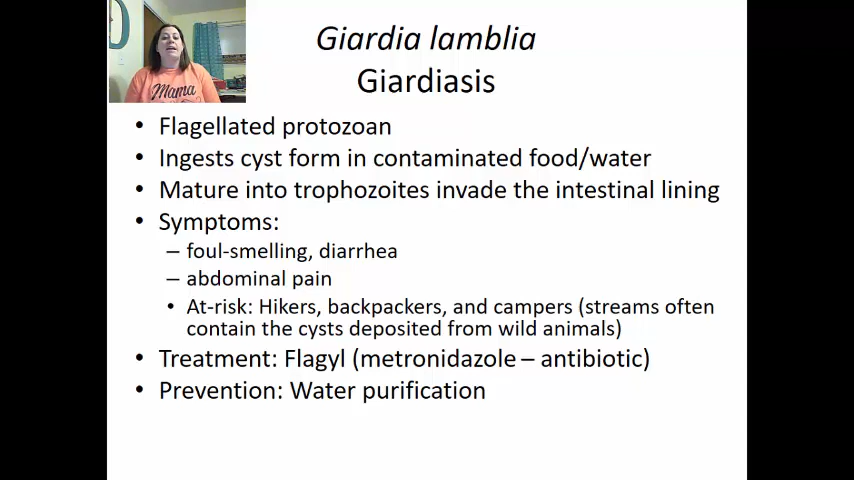 Giardia lamblia
Giardiasis
Mama
• Flagellated protozoan
• Ingests cyst form in contaminated food/water
• Mature into trophozoites invade the intestinal lining
• Symptoms:
– foul-smelling, diarrhea
– abdominal pain
• At-risk: Hikers, backpackers, and campers (streams often
contain the cysts deposited from wild animals)
• Treatment: Flagyl (metronidazole – antibiotic)
• Prevention: Water purification